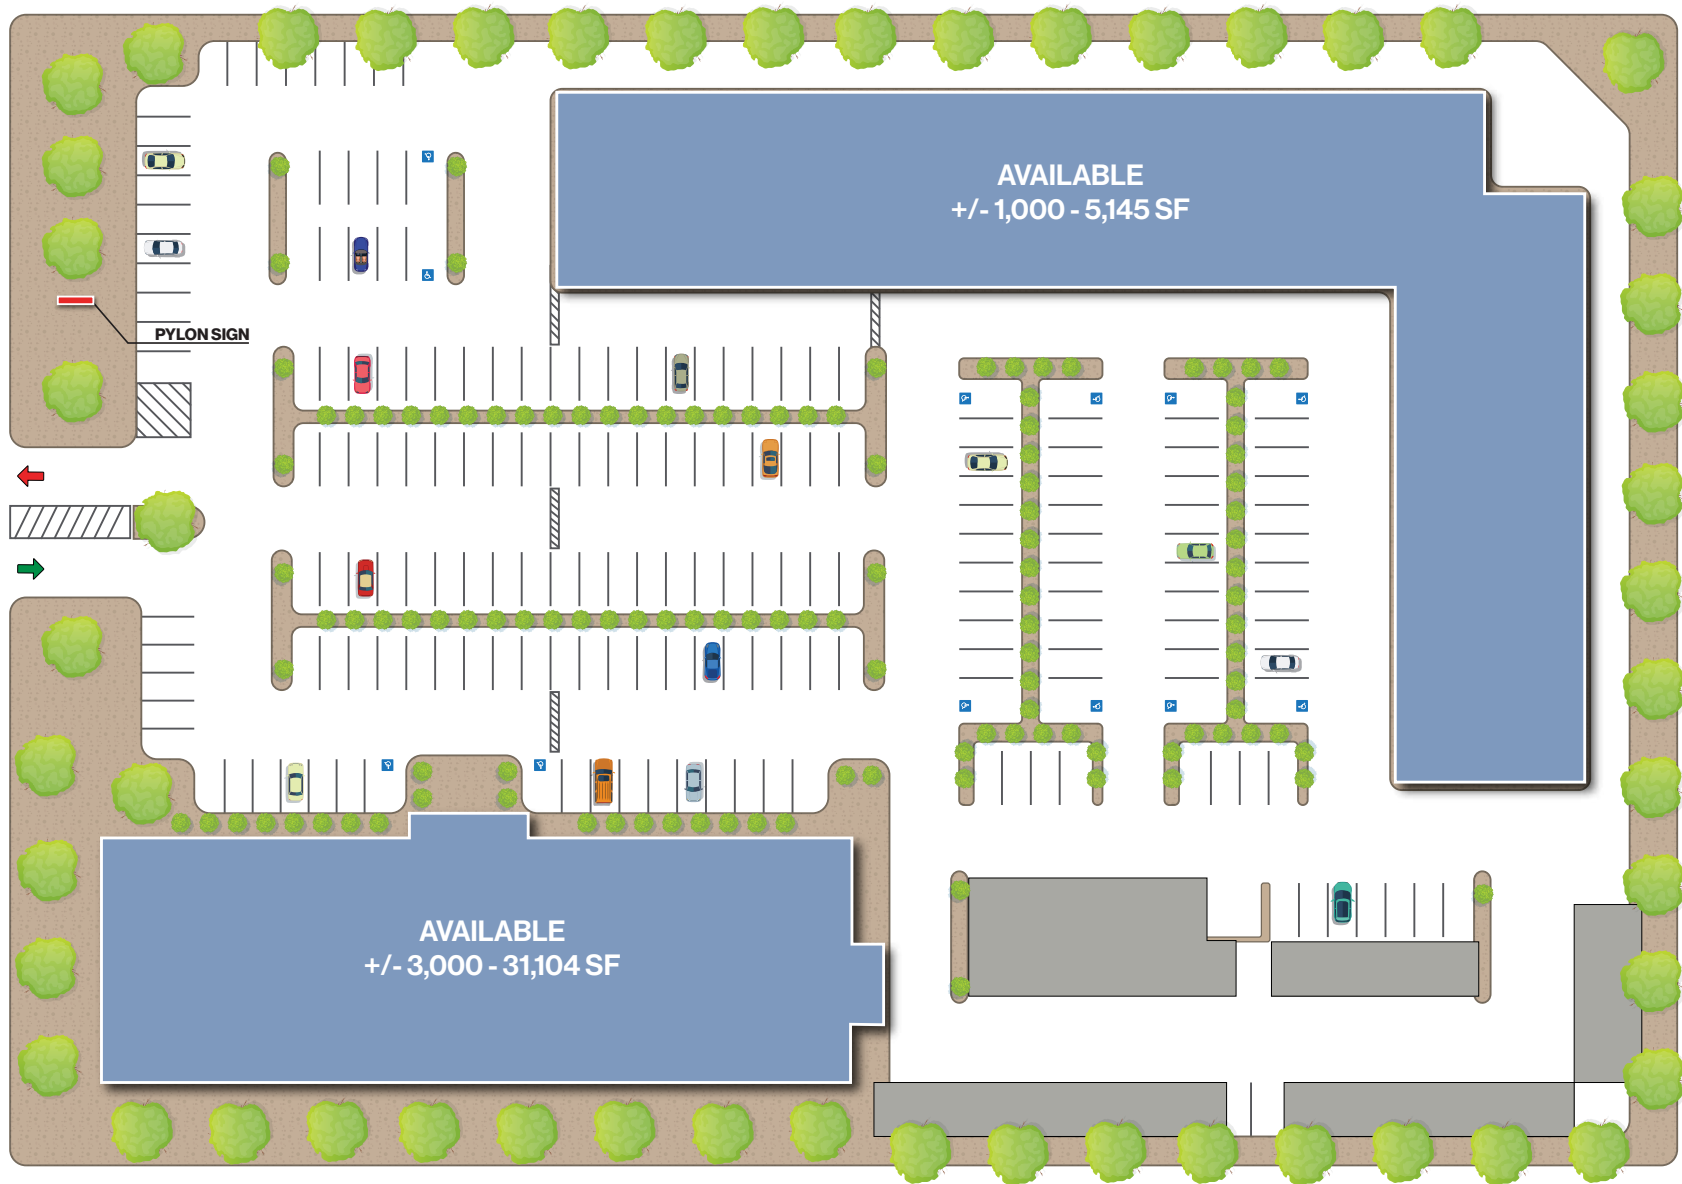 AVAILABLE
+/- 1,000 - 5,145 SF
PYLON SIGN
AVAILABLE
+/- 3,000 - 31,104 SF